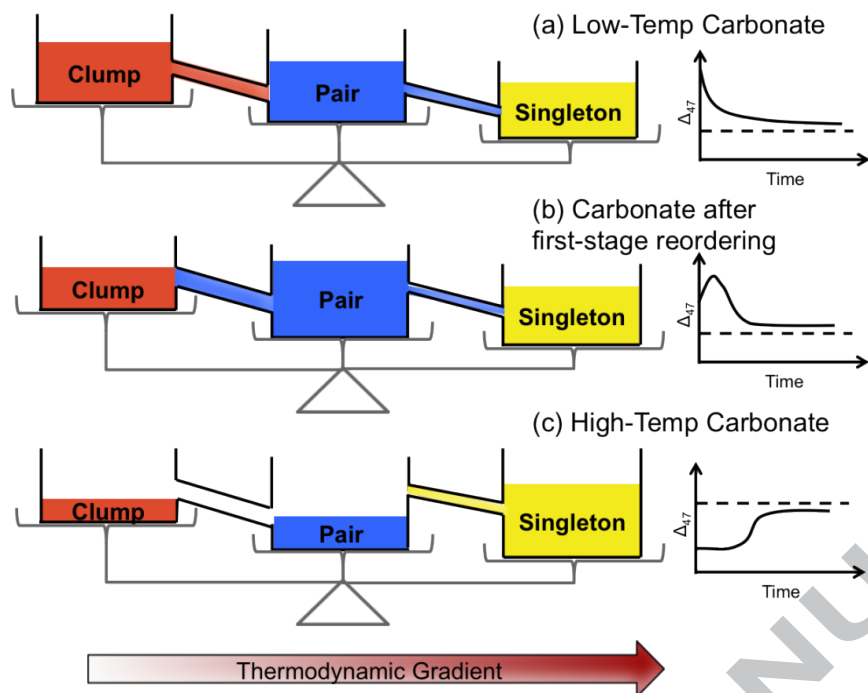 (a) Low-Temp Carbonate
Clump
Pair
Singleton
Δ47
Time
(b) Carbonate after
first-stage reordering
Clump
Pair
Singleton
Δ47
Time
(c) High-Temp Carbonate
Clump
Pair
Singleton
Δ47
Time
Thermodynamic Gradient
NU